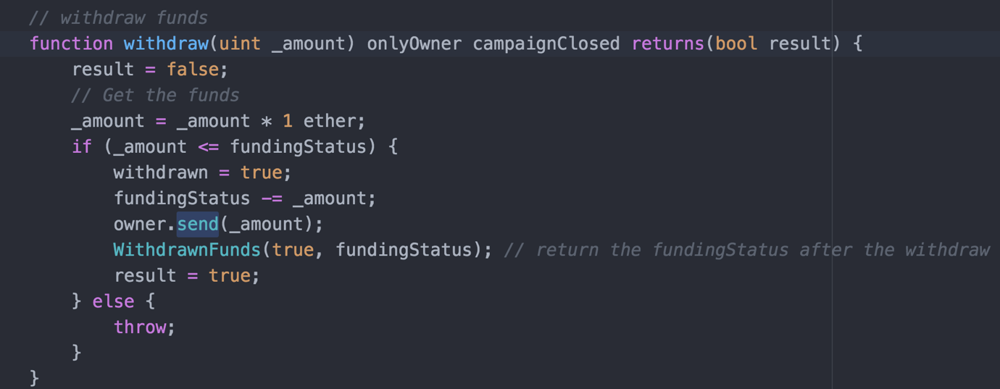 // withdraw funds
function withdraw(uint _amount) onlyOwner campaignClosed returns(bool result) {
result = false;
// Get the funds
_amount = _amount * 1 ether;
if (_amount <= fundingStatus) {
withdrawn = true;
fundingStatus -= _amount;
owner.send(_amount);
WithdrawnFunds(true, fundingStatus); // return the fundingStatus after the withdraw
result = true;
} else {
throw;
}
}